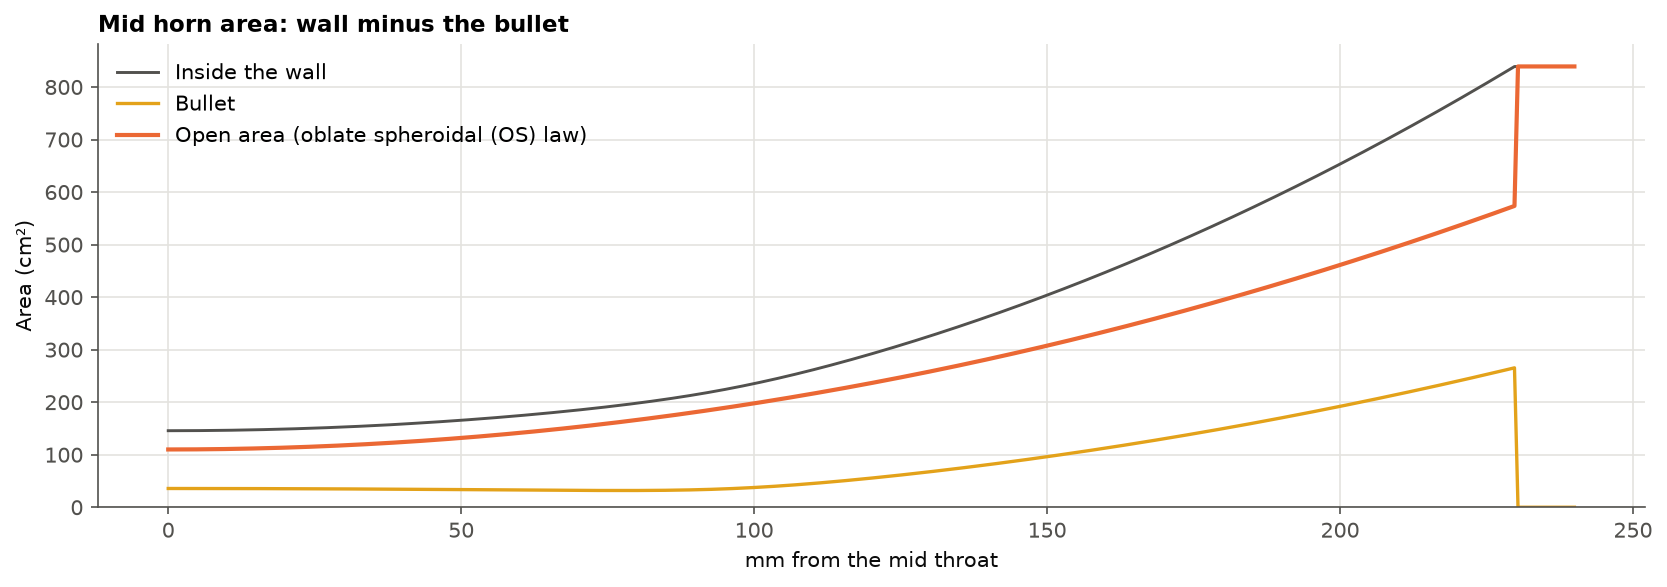 Mid horn area: wall minus the bullet
Inside the wall
Bullet
Open area (oblate spheroidal (OS) law)
Area (cm²)
800
700
600
500
400
300
200
100
0
0 50 100 150 200 250
mm from the mid throat